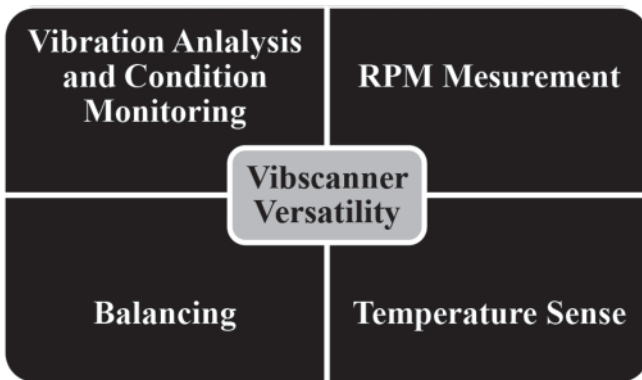 Vibration Anlalysis
and Condition
Monitoring
RPM Mesurement
Vibscanner
Versatility
Balancing
Temperature Sense